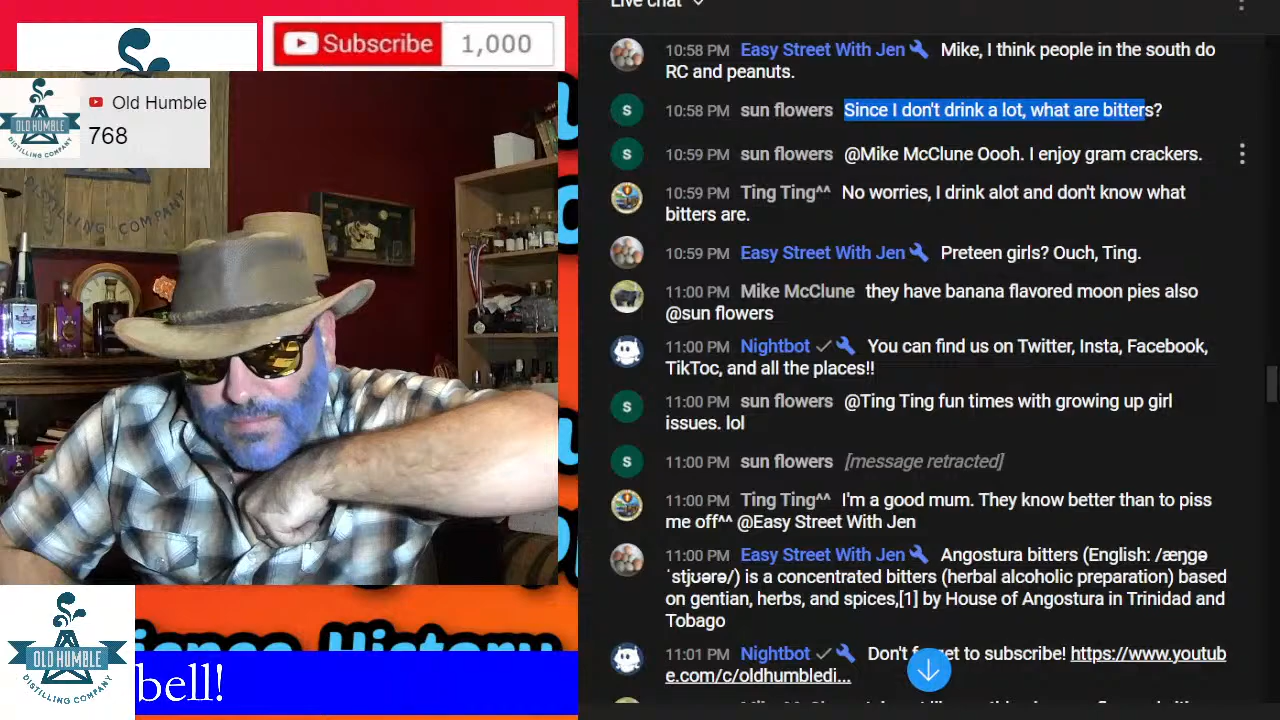 Subscribe 1,000
Old Humble
768
OLD HUMBLE
DISTILLING COMPANY
DISTILLING COMPANY
OLD HUMBLE
DISTILLING COMPANY
ience History
bell!
Live chat
10:58 PM Easy Street With Jen Mike, I think people in the south do
RC and peanuts.
S 10:58 PM sun flowers Since I don't drink a lot, what are bitters?
S 10:59 PM sun flowers @Mike McClune Oooh. I enjoy gram crackers.
10:59 PM Ting Ting^^ No worries, I drink alot and don't know what
bitters are.
10:59 PM Easy Street With Jen Preteen girls? Ouch, Ting.
11:00 PM Mike McClune they have banana flavored moon pies also
@sun flowers
11:00 PM Nightbot You can find us on Twitter, Insta, Facebook,
TikToc, and all the places!!
S 11:00 PM sun flowers @Ting Ting fun times with growing up girl
issues. lol
S 11:00 PM sun flowers [message retracted]
11:00 PM Ting Ting^^ I'm a good mum. They know better than to piss
me off^^ @Easy Street With Jen
11:00 PM Easy Street With Jen Angostura bitters (English: /æŋɡə
ˈstjʊərə/) is a concentrated bitters (herbal alcoholic preparation) based
on gentian, herbs, and spices,[1] by House of Angostura in Trinidad and
Tobago
11:01 PM Nightbot Don't et to subscribe! https://www.youtub
e.com/c/oldhumbledi...